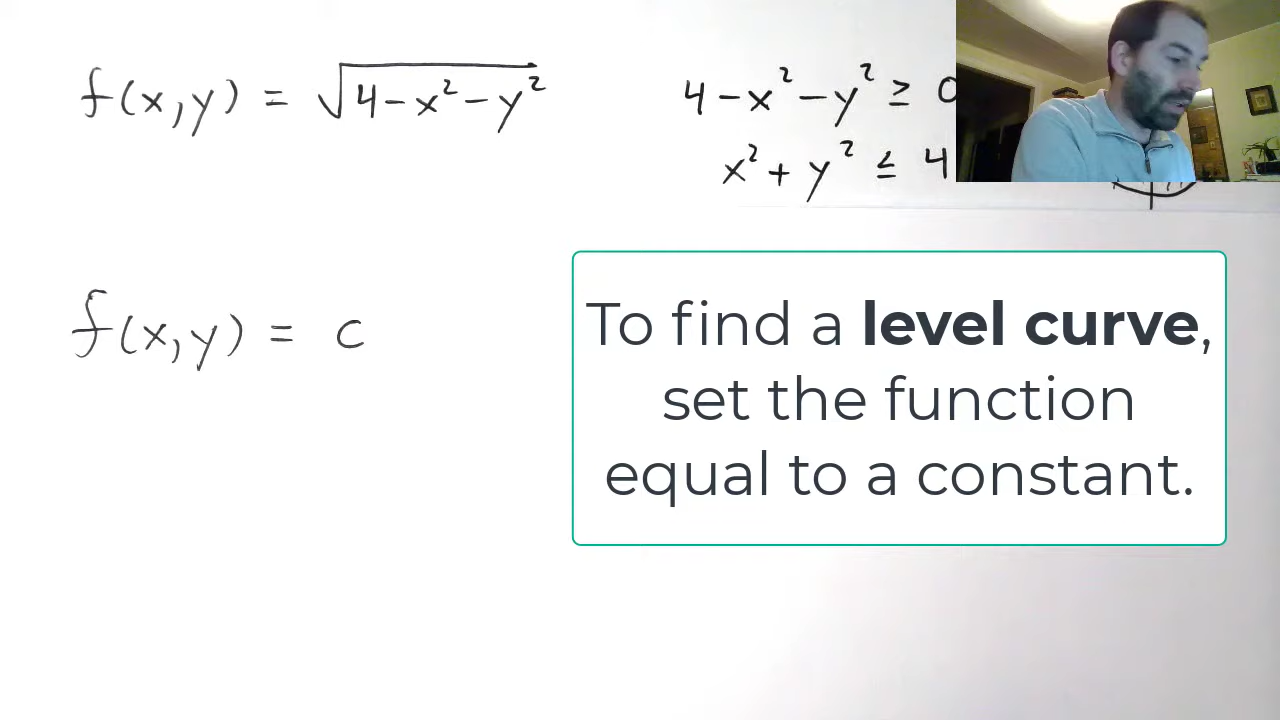 f(x,y) = √4-x²-y²
4-x²-y² ≥ 0
x²+y² ≤ 4
f(x,y) = c
To find a level curve,
set the function
equal to a constant.